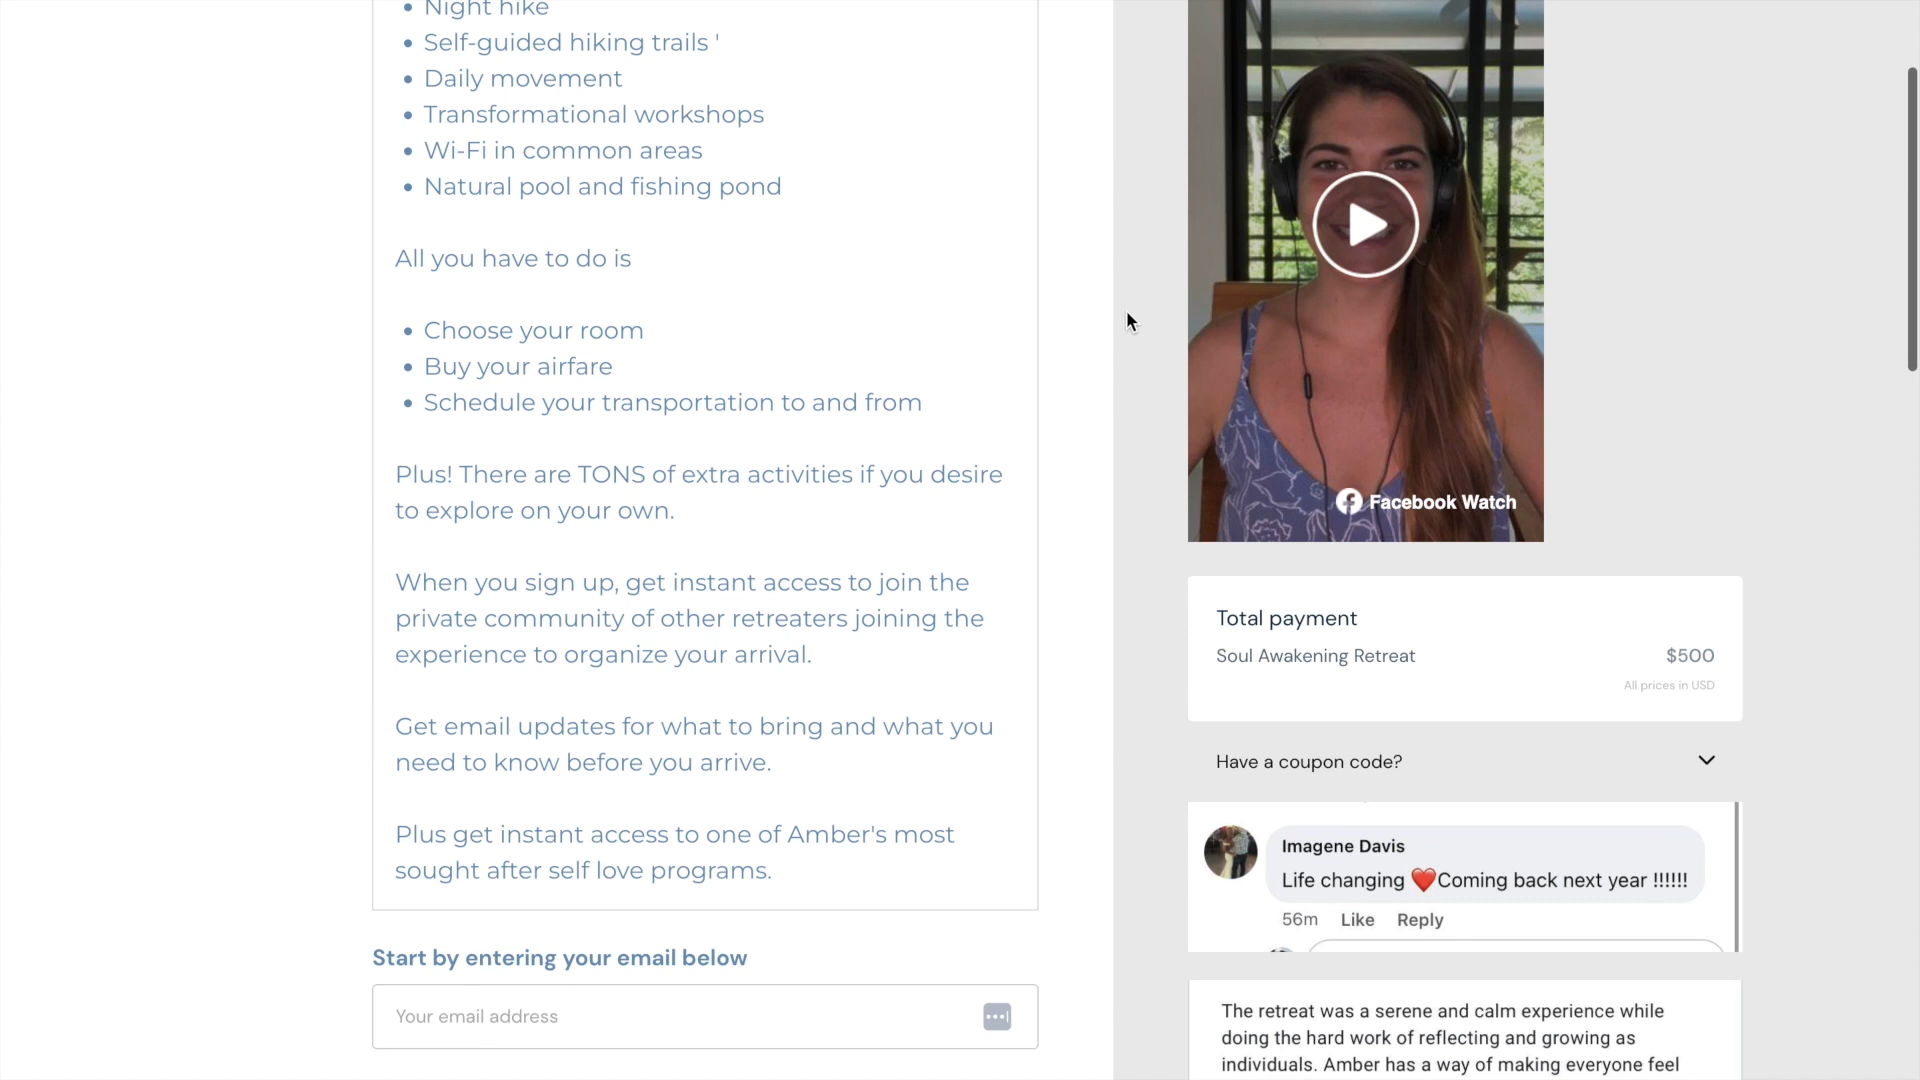 Night hike
Self-guided hiking trails '
Daily movement
Transformational workshops
Wi-Fi in common areas
Natural pool and fishing pond
All you have to do is
Choose your room
Buy your airfare
Schedule your transportation to and from
Plus! There are TONS of extra activities if you desire
to explore on your own.
When you sign up, get instant access to join the
private community of other retreaters joining the
experience to organize your arrival.
Get email updates for what to bring and what you
need to know before you arrive.
Plus get instant access to one of Amber's most
sought after self love programs.
Start by entering your email below
Your email address
Facebook Watch
Total payment
Soul Awakening Retreat $500
All prices in USD
Have a coupon code?
Imagene Davis
Life changing ❤️Coming back next year !!!!!!
56m Like Reply
The retreat was a serene and calm experience while
doing the hard work of reflecting and growing as
individuals. Amber has a way of making everyone feel